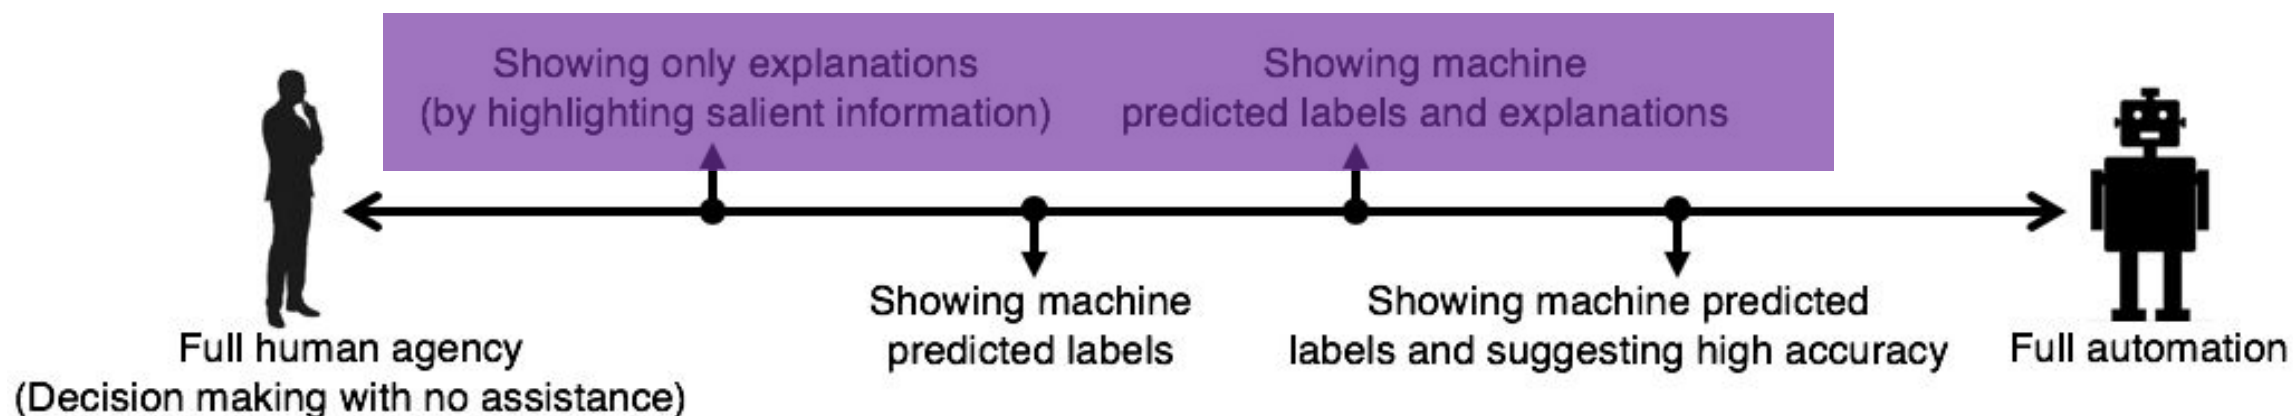 Showing only explanations
(by highlighting salient information)
Showing machine
predicted labels and explanations
Showing machine
predicted labels
Showing machine predicted
labels and suggesting high accuracy
Full human agency
(Decision making with no assistance)
Full automation